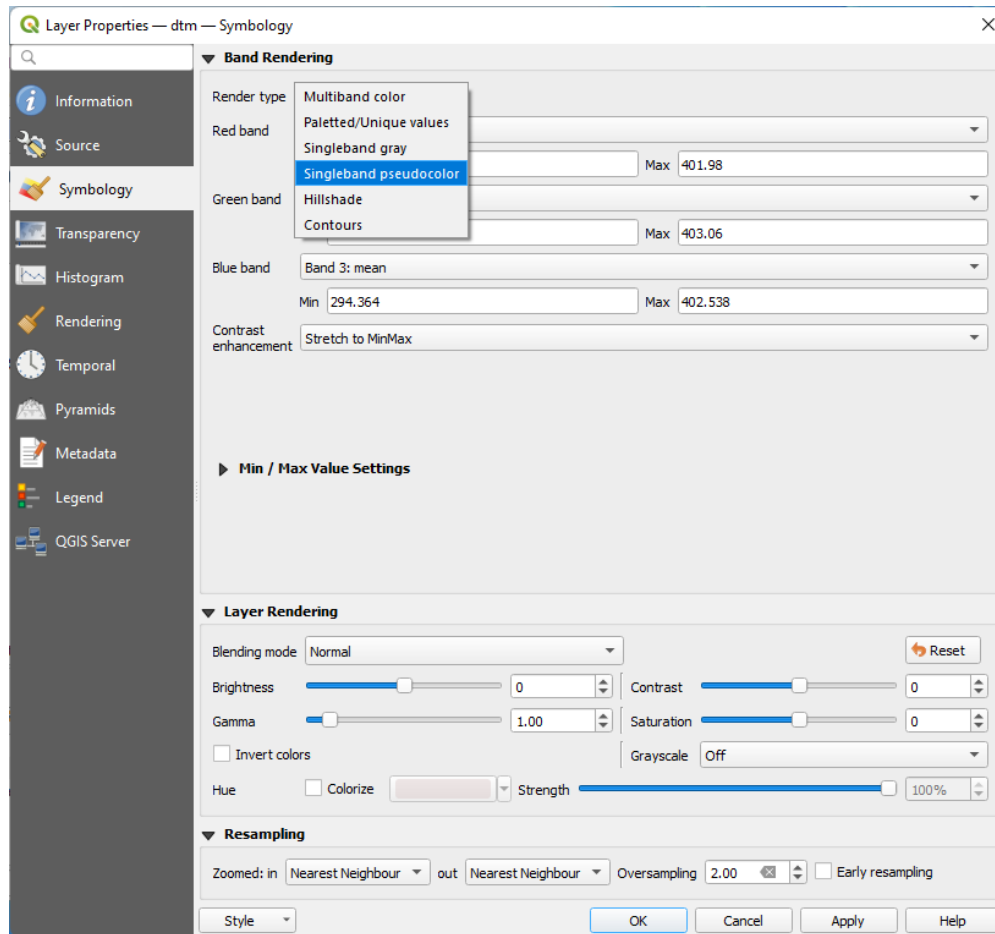 Layer Properties — dtm — Symbology
Information
Source
Symbology
Transparency
Histogram
Rendering
Temporal
Pyramids
Metadata
Legend
QGIS Server
Band Rendering
Render type
Multiband color
Paletted/Unique values
Singleband gray
Singleband pseudocolor
Hillshade
Contours
Red band
Max 401.98
Green band
Max 403.06
Blue band Band 3: mean
Min 294.364 Max 402.538
Contrast
enhancement Stretch to MinMax
Min / Max Value Settings
Layer Rendering
Blending mode Normal Reset
Brightness 0 Contrast 0
Gamma 1.00 Saturation 0
Invert colors Grayscale Off
Hue Colorize Strength 100%
Resampling
Zoomed: in Nearest Neighbour out Nearest Neighbour Oversampling 2.00 Early resampling
Style OK Cancel Apply Help